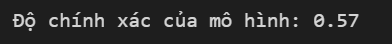 Độ chính xác của mô hình: 0.57